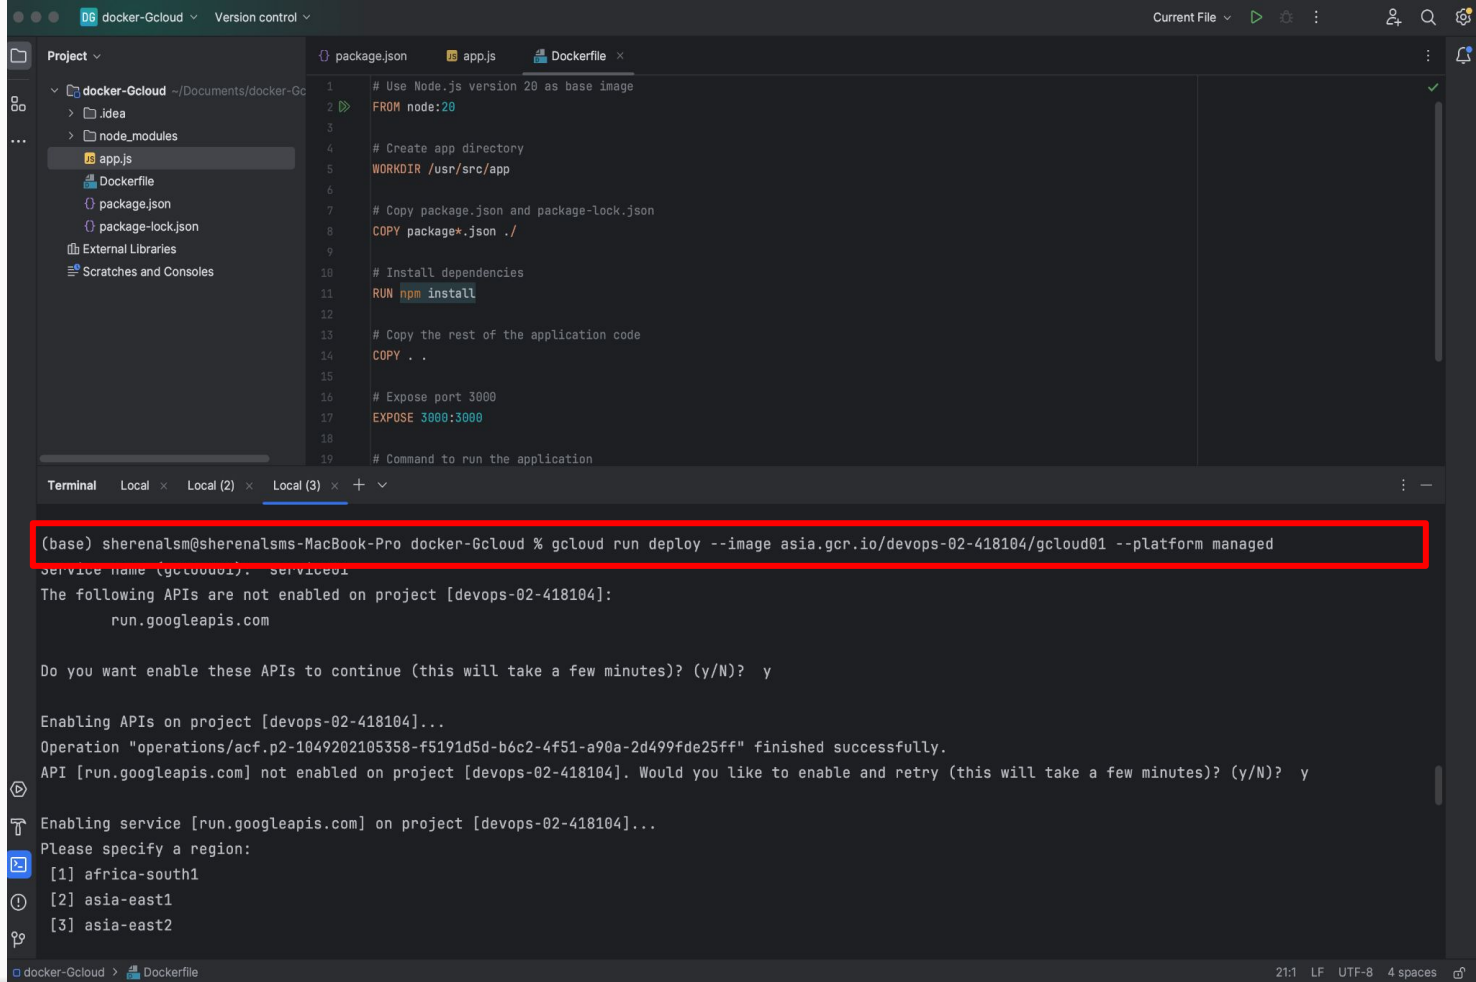 DG docker-Gcloud Version control Current File
Project
package.json app.js Dockerfile
docker-Gcloud ~/Documents/docker-Gc
.idea
node_modules
app.js
Dockerfile
package.json
package-lock.json
External Libraries
Scratches and Consoles
1 # Use Node.js version 20 as base image
2 FROM node:20
3
4 # Create app directory
5 WORKDIR /usr/src/app
6
7 # Copy package.json and package-lock.json
8 COPY package*.json ./
9
10 # Install dependencies
11 RUN npm install
12
13 # Copy the rest of the application code
14 COPY . .
15
16 # Expose port 3000
17 EXPOSE 3000:3000
18
19 # Command to run the application
Terminal Local Local (2) Local (3)
(base) sherenalsm@sherenalsms-MacBook-Pro docker-Gcloud % gcloud run deploy --image asia.gcr.io/devops-02-418104/gcloud01 --platform managed
Service name (gcloud01): service01
The following APIs are not enabled on project [devops-02-418104]:
run.googleapis.com
Do you want enable these APIs to continue (this will take a few minutes)? (y/N)? y
Enabling APIs on project [devops-02-418104]...
Operation "operations/acf.p2-1049202105358-f5191d5d-b6c2-4f51-a90a-2d499fde25ff" finished successfully.
API [run.googleapis.com] not enabled on project [devops-02-418104]. Would you like to enable and retry (this will take a few minutes)? (y/N)? y
Enabling service [run.googleapis.com] on project [devops-02-418104]...
Please specify a region:
[1] africa-south1
[2] asia-east1
[3] asia-east2
docker-Gcloud > Dockerfile 21:1 LF UTF-8 4 spaces